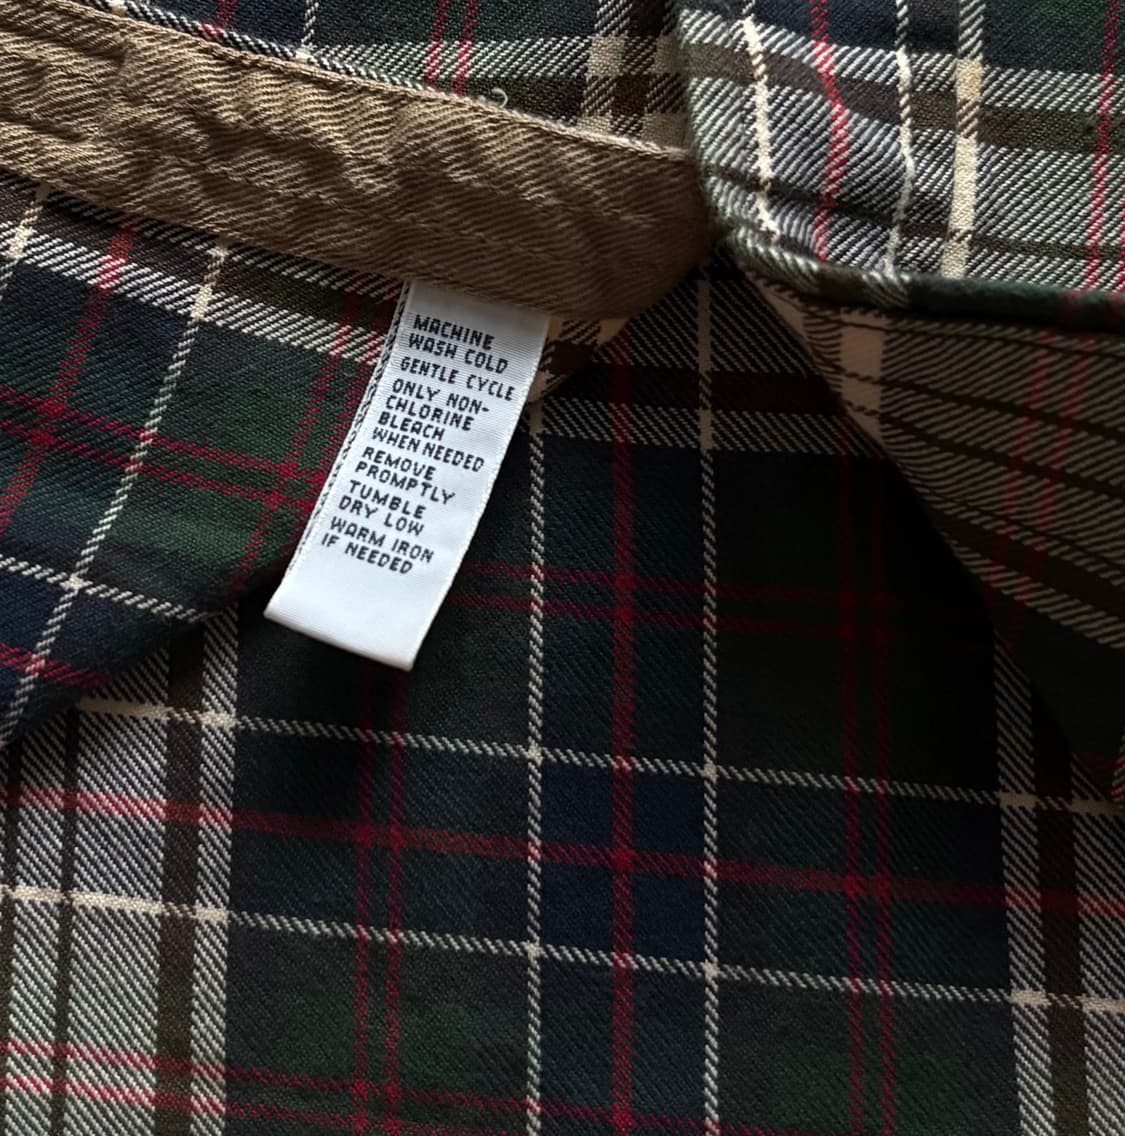 MACHINE
WASH COLD
GENTLE CYCLE
ONLY NON-
CHLORINE
BLEACH
WHEN NEEDED
REMOVE
PROMPTLY
TUMBLE
DRY LOW
WARM IRON
IF NEEDED